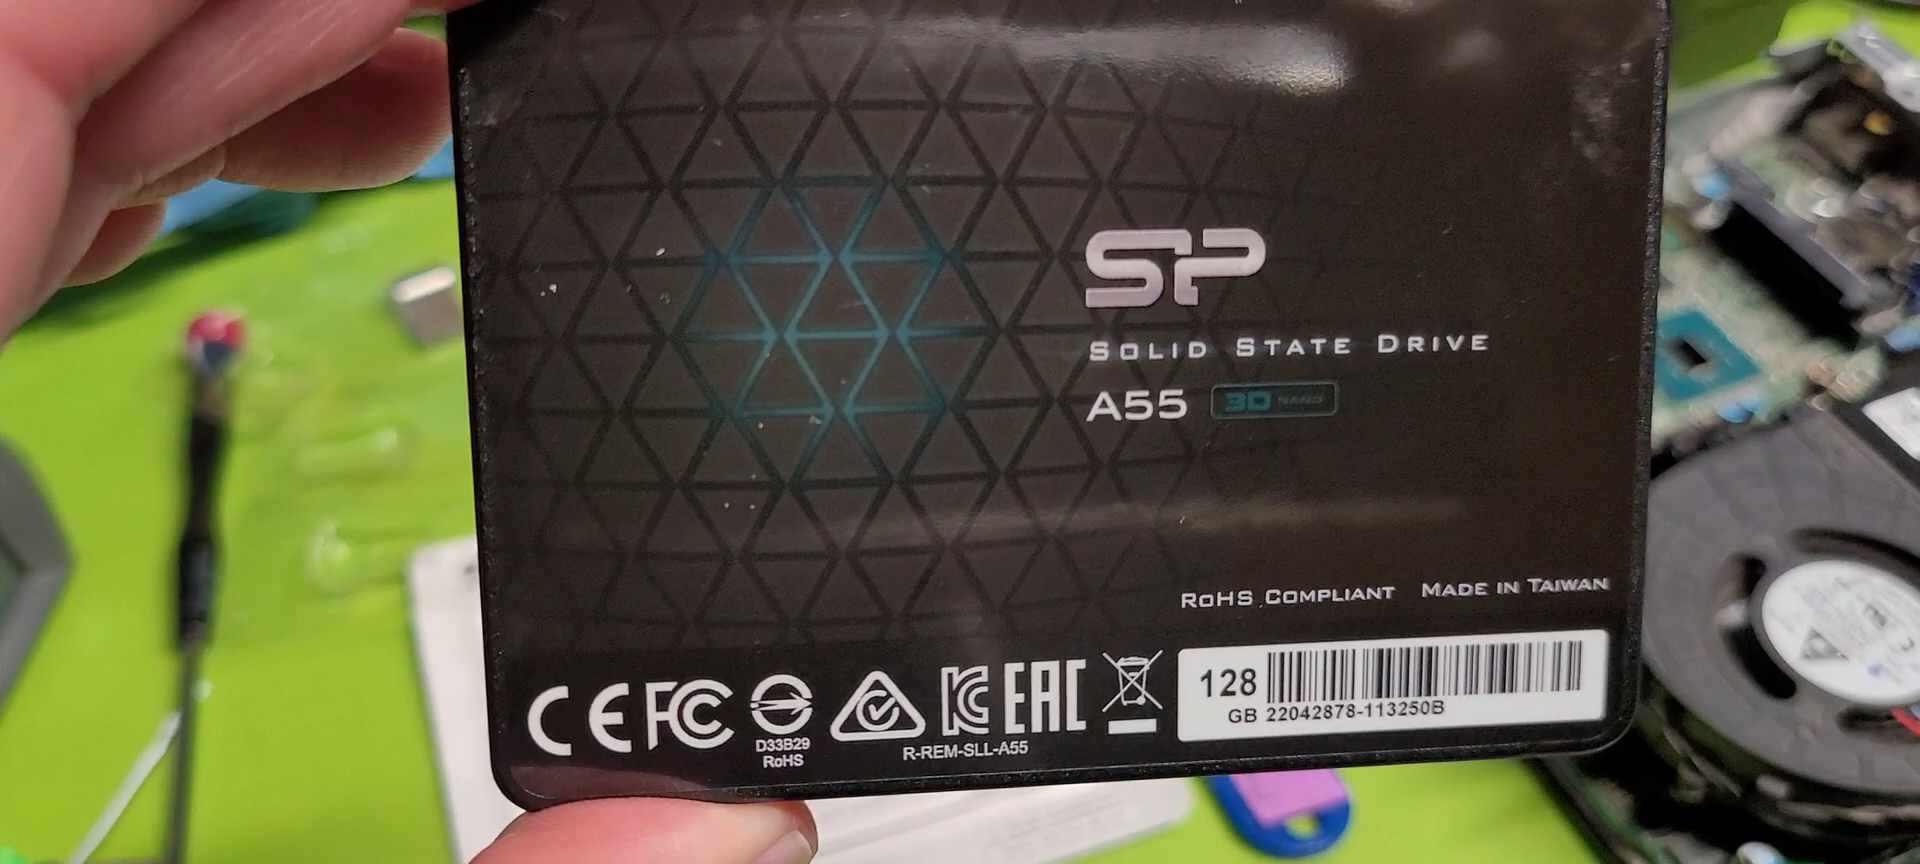 SP
SOLID STATE DRIVE
A55 3D NAND
RoHS COMPLIANT MADE IN TAIWAN
CE FC EAC
D33B29
RoHS
R-REM-SLL-A55
128
GB 22042878-113250B